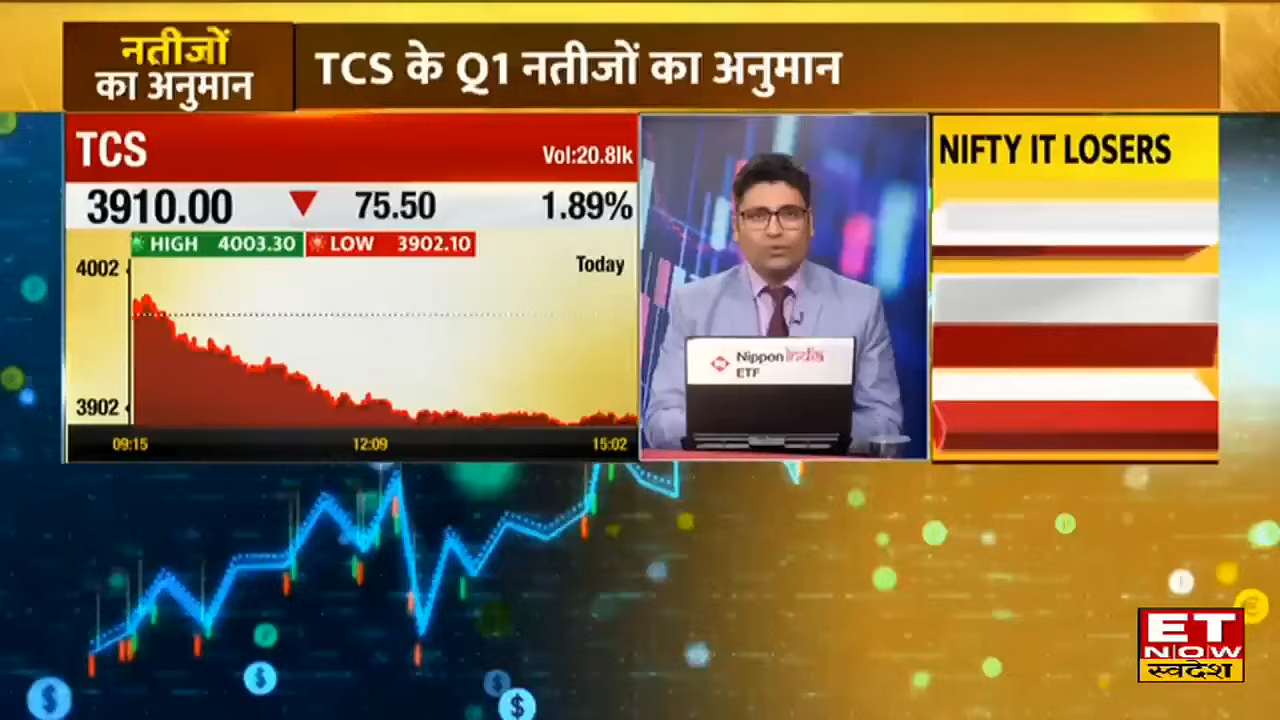 नतीजों
का अनुमान
TCS के Q1 नतीजों का अनुमान
TCS
Vol:20.8lk
3910.00 ▼ 75.50 1.89%
HIGH 4003.30 LOW 3902.10
Today
4002
3902
09:15 12:09 15:02
Nippon india
ETF
NIFTY IT LOSERS
ET
NOW
स्वदेश